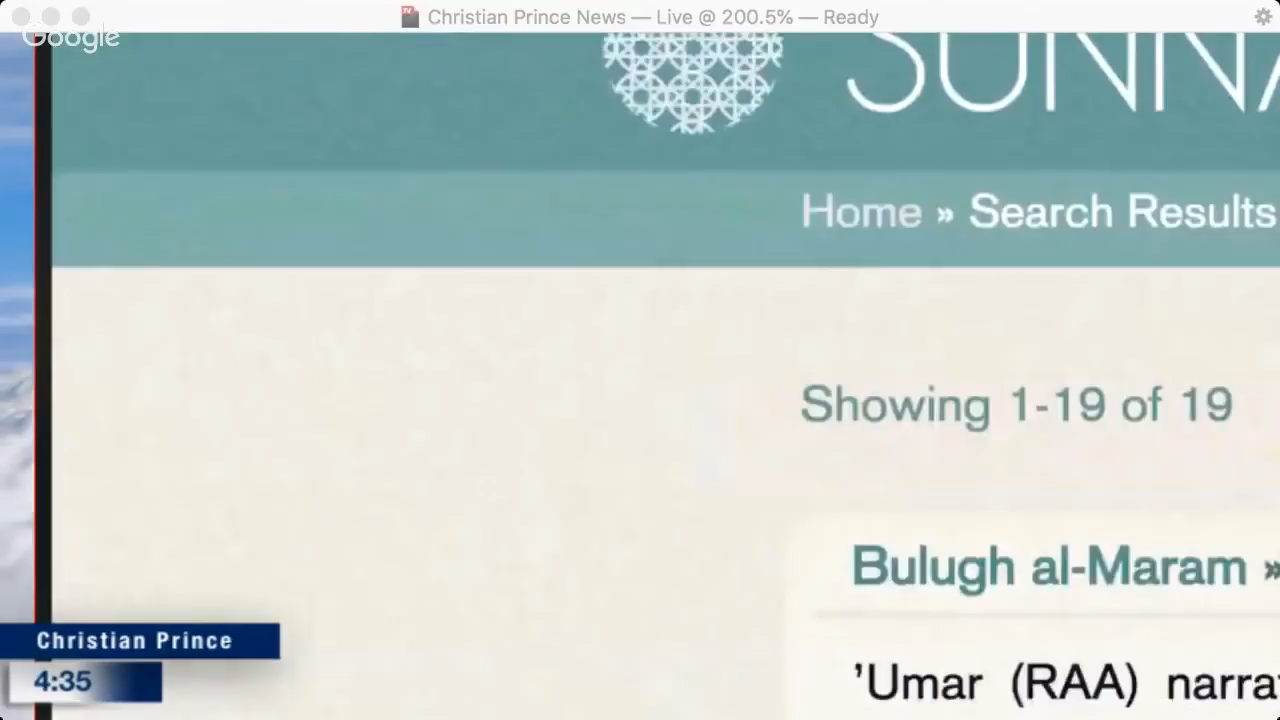 Christian Prince News — Live @ 200.5% — Ready
Google
SUNNA
Home » Search Results
Showing 1-19 of 19
Bulugh al-Maram »
’Umar (RAA) narra
Christian Prince
4:35